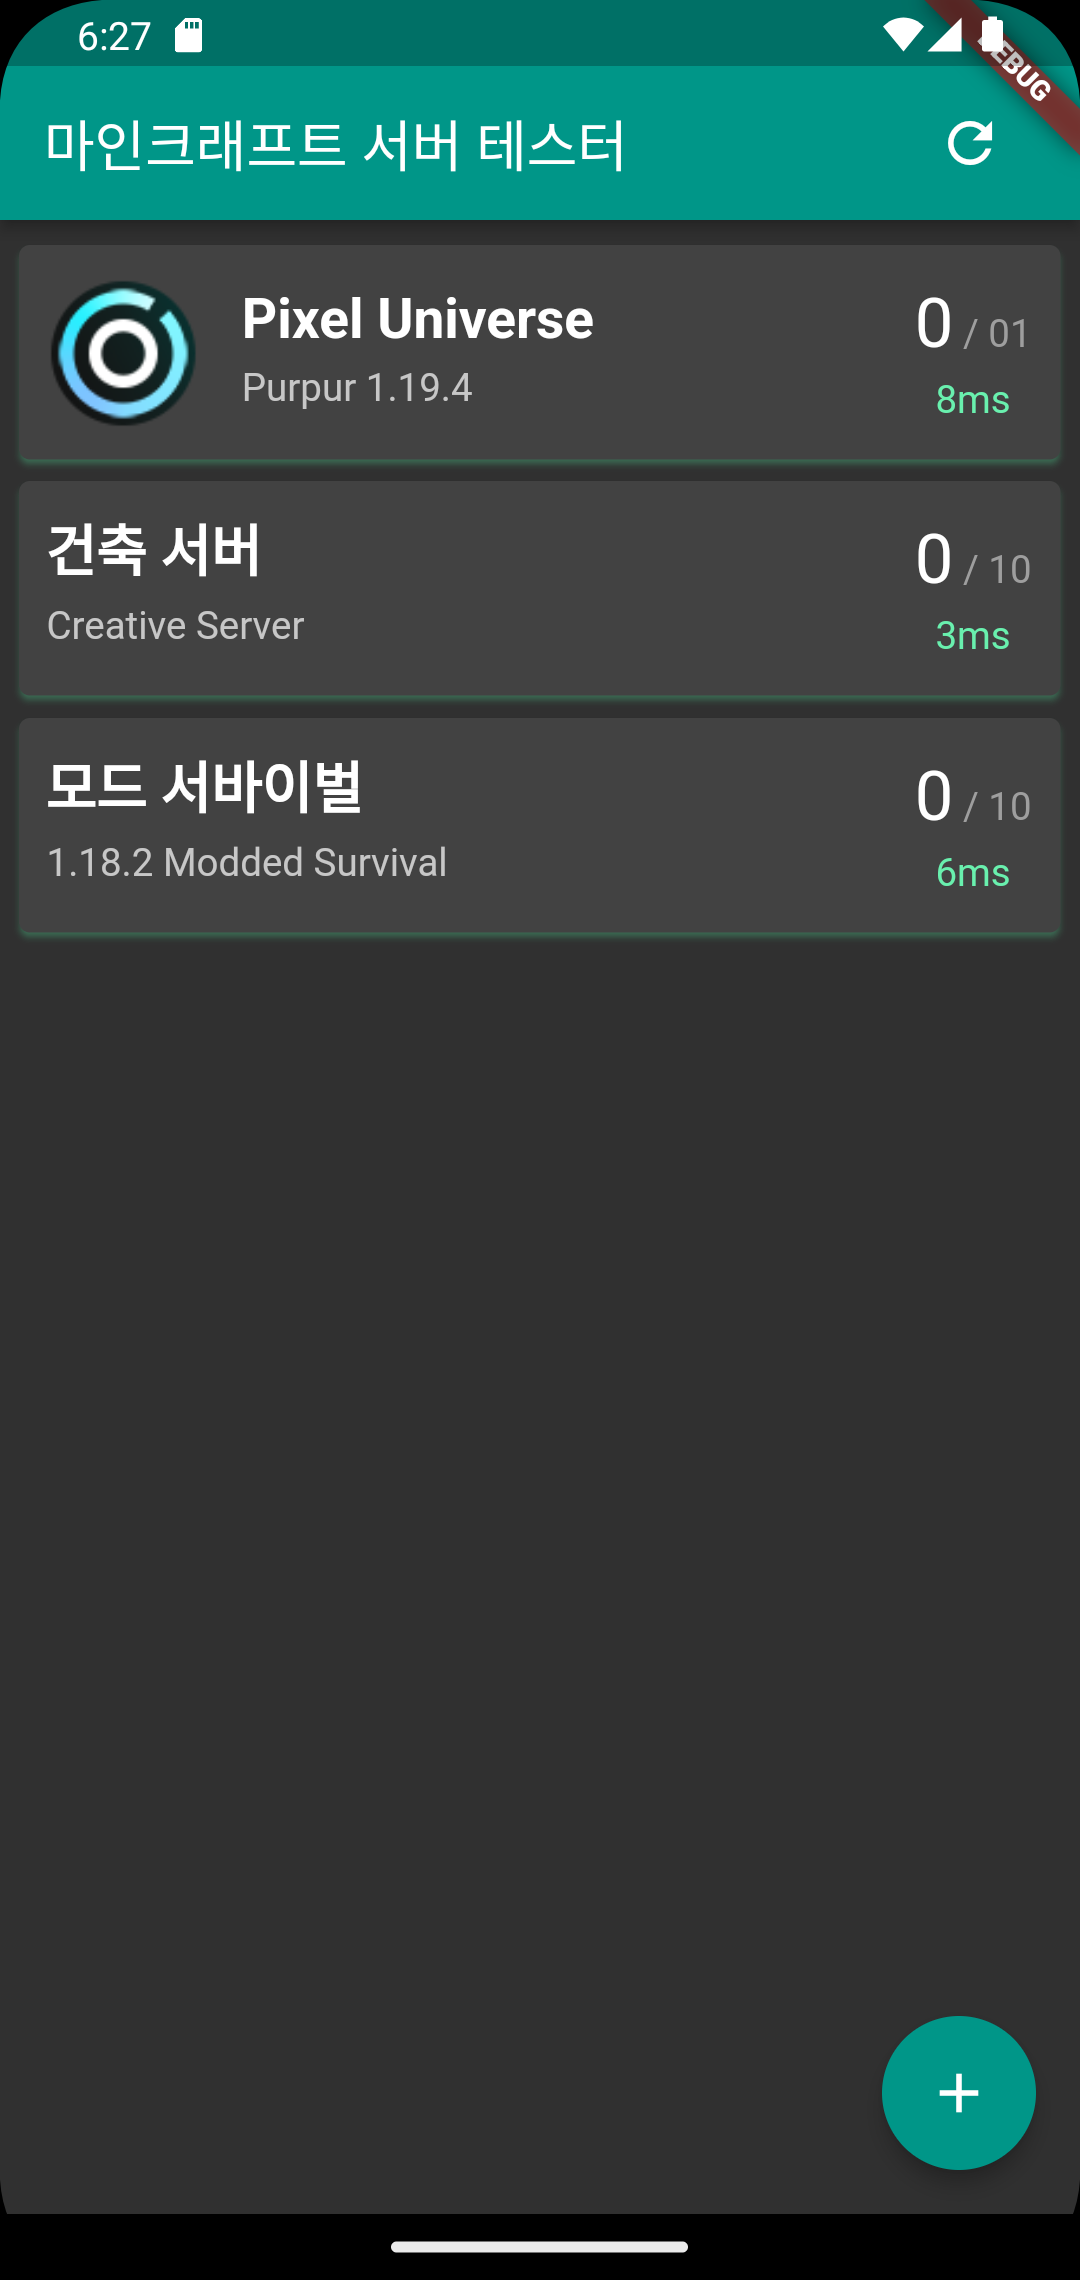 6:27
DEBUG
마인크래프트 서버 테스터
Pixel Universe
Purpur 1.19.4
0 / 01
8ms
건축 서버
Creative Server
0 / 10
3ms
모드 서바이벌
1.18.2 Modded Survival
0 / 10
6ms